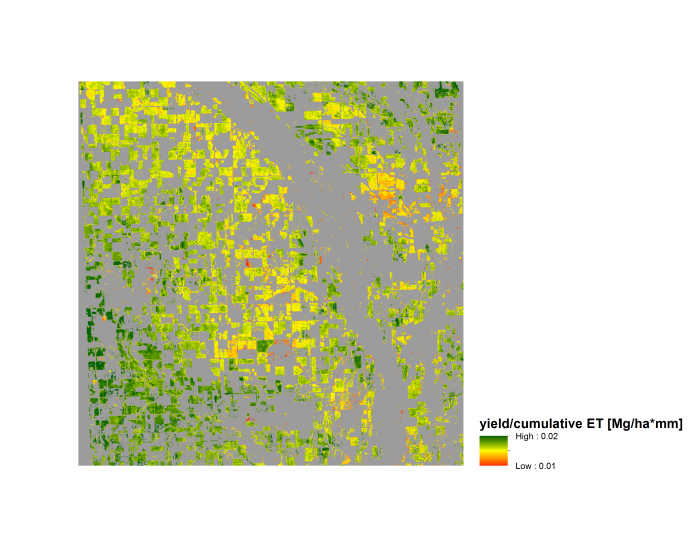 yield/cumulative ET [Mg/ha*mm]
High : 0.02
Low : 0.01